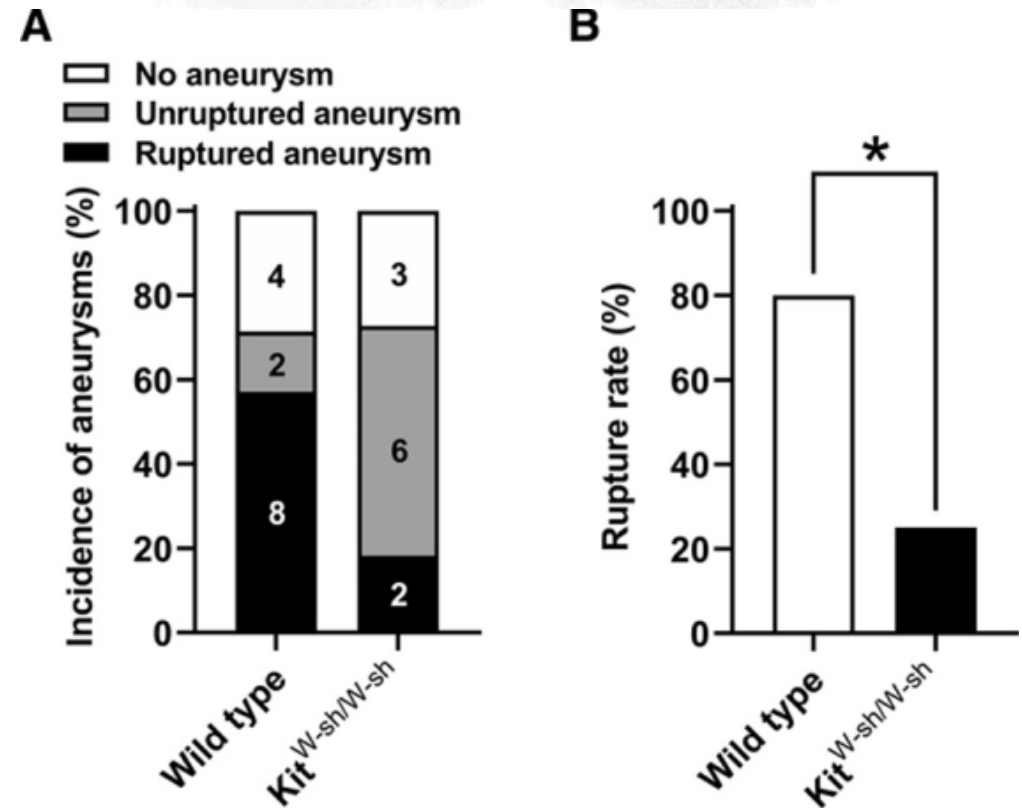 A
No aneurysm
Unruptured aneurysm
Ruptured aneurysm
Incidence of aneurysms (%)
100
80
60
40
20
0
4
2
8
3
6
2
Wild type
Kit W-sh/W-sh
B
*
Rupture rate (%)
100
80
60
40
20
0
Wild type
Kit W-sh/W-sh